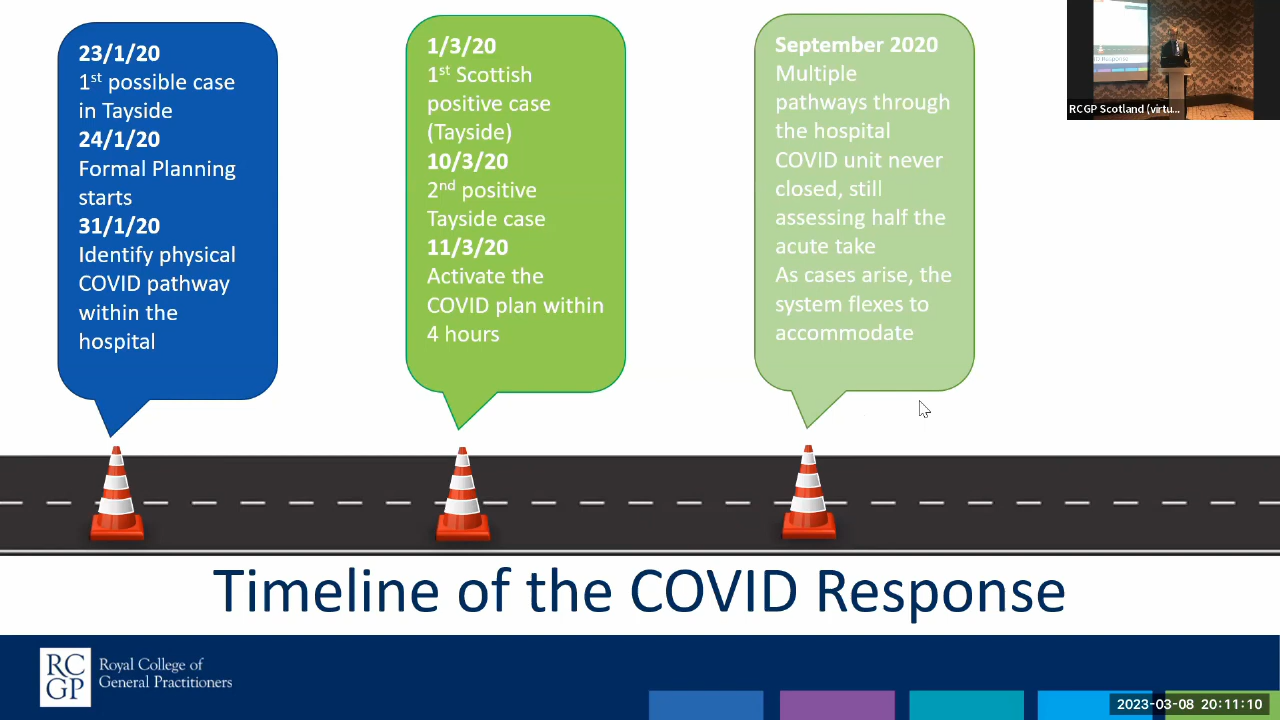 23/1/20
1st possible case
in Tayside
24/1/20
Formal Planning
starts
31/1/20
Identify physical
COVID pathway
within the
hospital
1/3/20
1st Scottish
positive case
(Tayside)
10/3/20
2nd positive
Tayside case
11/3/20
Activate the
COVID plan within
4 hours
September 2020
Multiple
pathways through
the hospital
COVID unit never
closed, still
assessing half the
acute take
As cases arise, the
system flexes to
accommodate
RCGP Scotland (virtu...
Timeline of the COVID Response
RC
GP
Royal College of
General Practitioners
2023-03-08 20:11:10